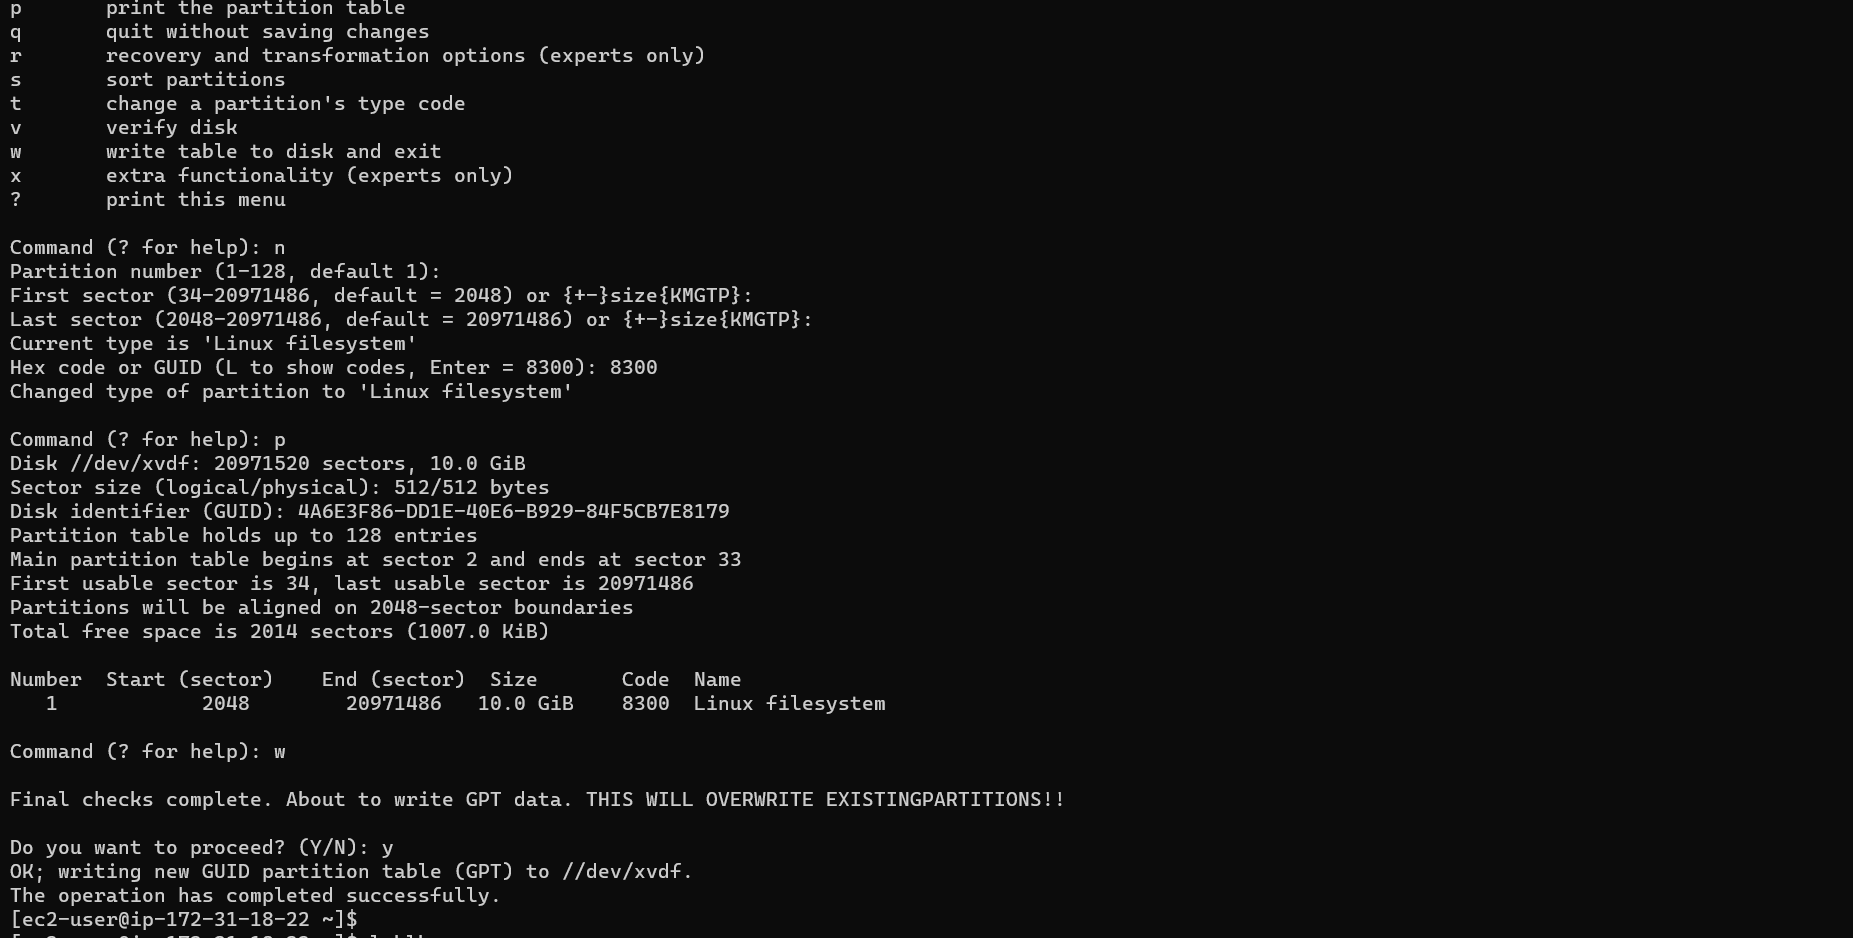 p       print the partition table
q       quit without saving changes
r       recovery and transformation options (experts only)
s       sort partitions
t       change a partition's type code
v       verify disk
w       write table to disk and exit
x       extra functionality (experts only)
?       print this menu

Command (? for help): n
Partition number (1-128, default 1):
First sector (34-20971486, default = 2048) or {+-}size{KMGTP}:
Last sector (2048-20971486, default = 20971486) or {+-}size{KMGTP}:
Current type is 'Linux filesystem'
Hex code or GUID (L to show codes, Enter = 8300): 8300
Changed type of partition to 'Linux filesystem'

Command (? for help): p
Disk //dev/xvdf: 20971520 sectors, 10.0 GiB
Sector size (logical/physical): 512/512 bytes
Disk identifier (GUID): 4A6E3F86-DD1E-40E6-B929-84F5CB7E8179
Partition table holds up to 128 entries
Main partition table begins at sector 2 and ends at sector 33
First usable sector is 34, last usable sector is 20971486
Partitions will be aligned on 2048-sector boundaries
Total free space is 2014 sectors (1007.0 KiB)

Number  Start (sector)    End (sector)  Size       Code  Name
   1            2048        20971486   10.0 GiB    8300  Linux filesystem

Command (? for help): w

Final checks complete. About to write GPT data. THIS WILL OVERWRITE EXISTINGPARTITIONS!!

Do you want to proceed? (Y/N): y
OK; writing new GUID partition table (GPT) to //dev/xvdf.
The operation has completed successfully.
[ec2-user@ip-172-31-18-22 ~]$